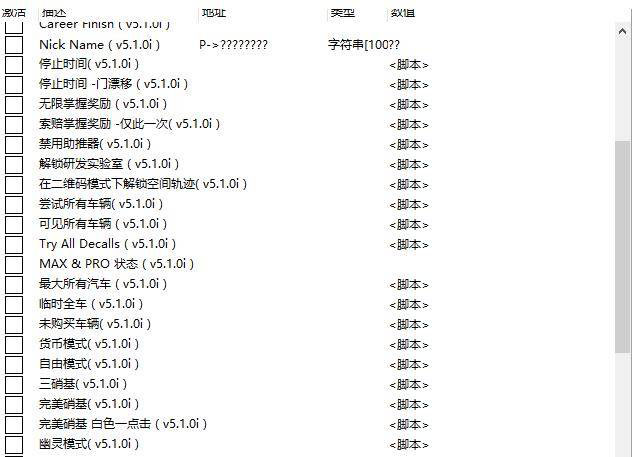 激活 描述 地址 类型 数值
Career Finish ( v5.1.0i )
Nick Name ( v5.1.0i ) P->???????? 字符串[100 ??
停止时间( v5.1.0i ) <脚本>
停止时间 -门漂移 ( v5.1.0i ) <脚本>
无限掌握奖励 ( v5.1.0i ) <脚本>
索赔掌握奖励 -仅此一次( v5.1.0i ) <脚本>
禁用助推器( v5.1.0i ) <脚本>
解锁研发实验室 ( v5.1.0i ) <脚本>
在二维码模式下解锁空间轨迹( v5.1.0i ) <脚本>
尝试所有车辆( v5.1.0i ) <脚本>
可见所有车辆 ( v5.1.0i ) <脚本>
Try All Decalls ( v5.1.0i ) <脚本>
MAX & PRO 状态 ( v5.1.0i )
最大所有汽车 ( v5.1.0i ) <脚本>
临时全车 ( v5.1.0i ) <脚本>
未购买车辆( v5.1.0i ) <脚本>
货币模式( v5.1.0i ) <脚本>
自由模式( v5.1.0i ) <脚本>
三硝基( v5.1.0i ) <脚本>
完美硝基( v5.1.0i ) <脚本>
完美硝基 白色一点击 ( v5.1.0i ) <脚本>
幽灵模式( v5.1.0i ) <脚本>